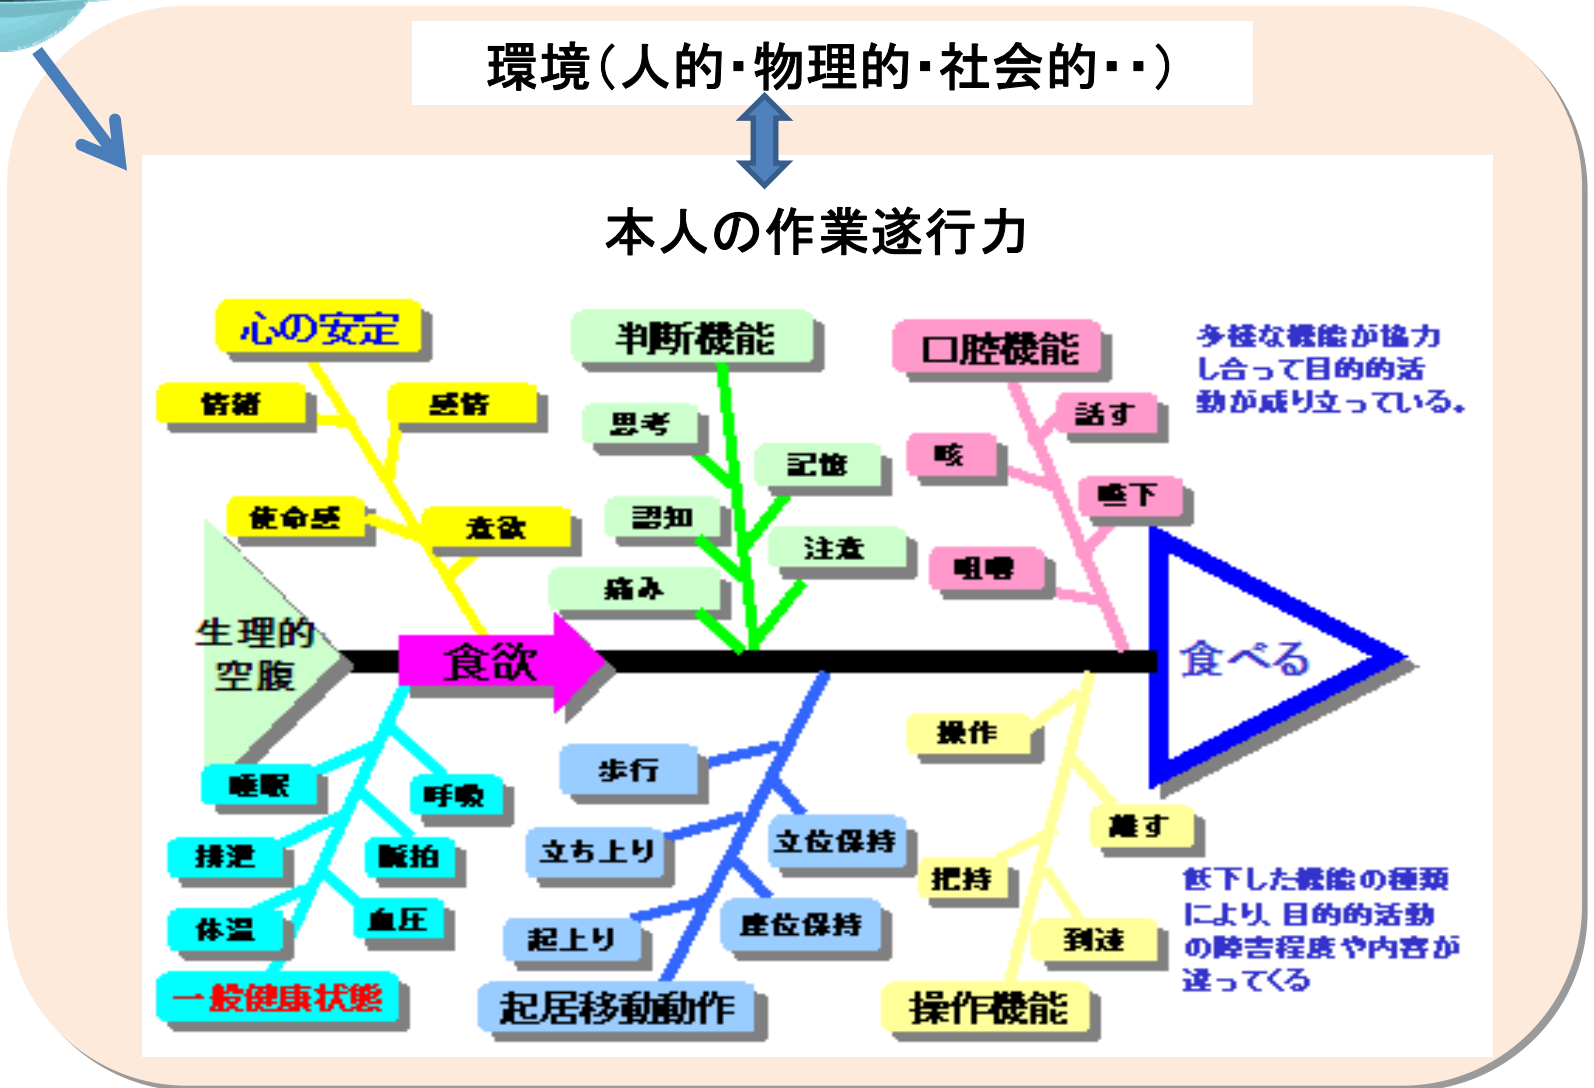 環境（人的・物理的・社会的・・）
本人の作業遂行力
心の安定
情緒
感情
使命感
意欲
判断機能
思考
記憶
認知
注意
痛み
口腔機能
話す
咳
嚥下
咀嚼
多様な機能が協力
し合って目的的活
動が成り立っている。
生理的
空腹
食欲
食べる
睡眠
呼吸
排泄
脈拍
体温
血圧
一般健康状態
歩行
立ち上り
立位保持
起上り
座位保持
起居移動動作
操作
離す
把持
到達
操作機能
低下した機能の種類
により、目的的活動
の障害程度や内容が
違ってくる